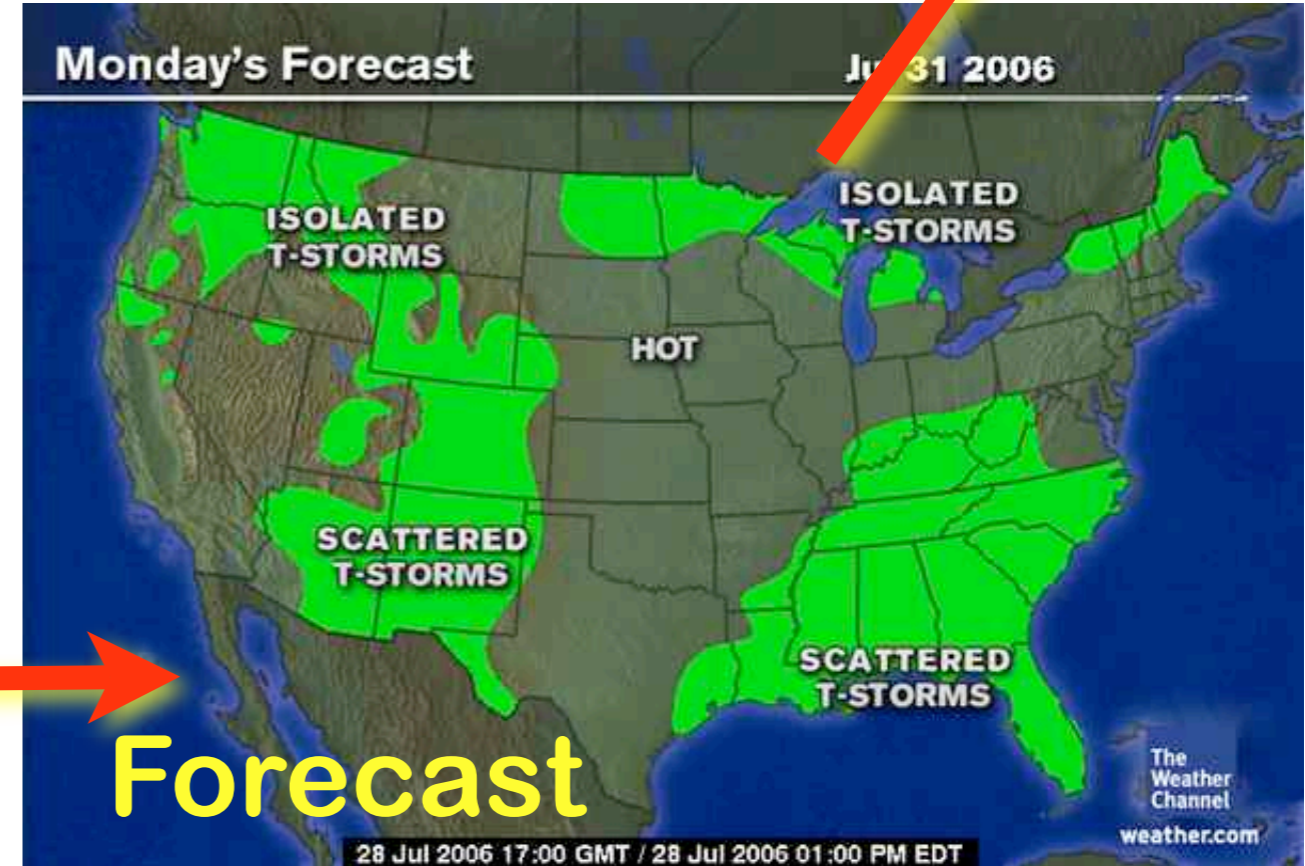 Monday's Forecast
Ju 31 2006
ISOLATED
T-STORMS
ISOLATED
T-STORMS
HOT
SCATTERED
T-STORMS
SCATTERED
T-STORMS
Forecast
The
Weather
Channel
weather.com
28 Jul 2006 17:00 GMT / 28 Jul 2006 01:00 PM EDT